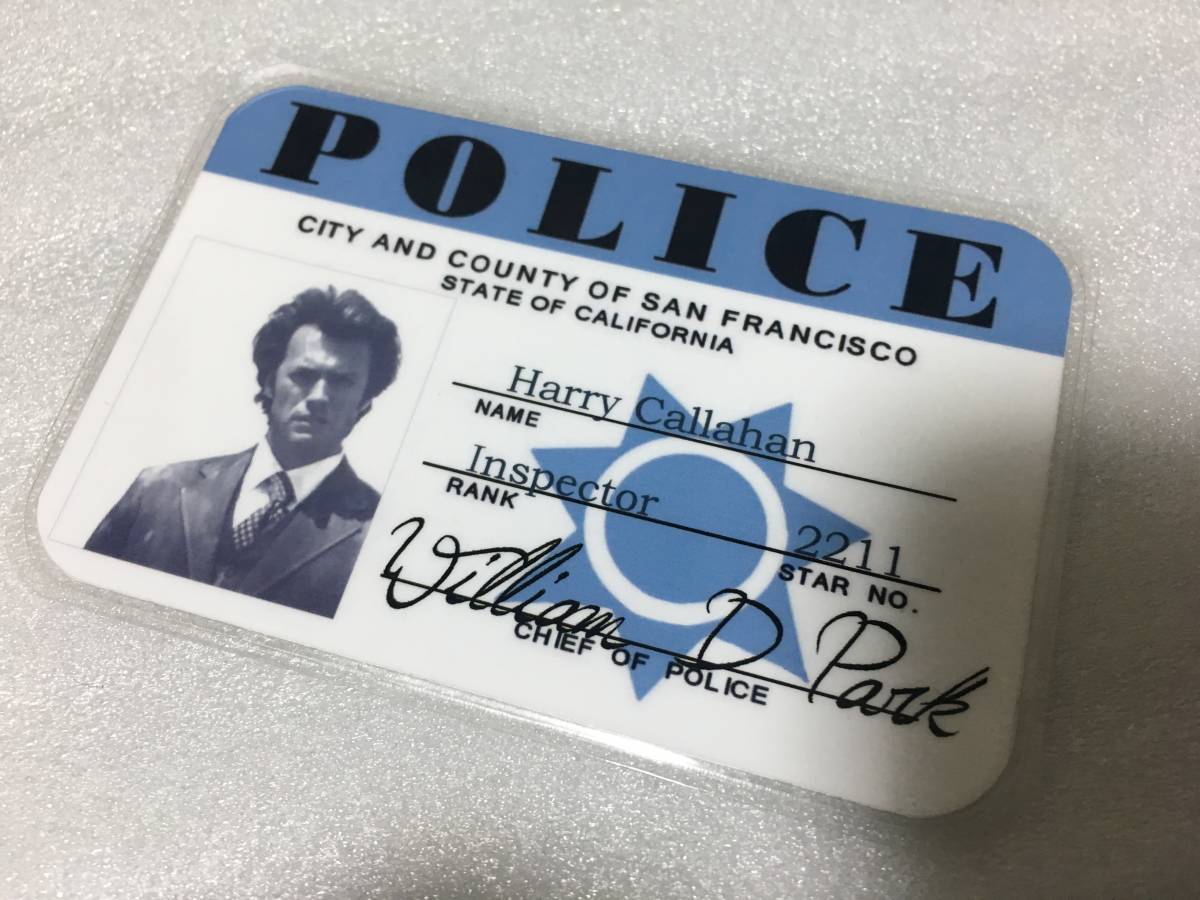 POLICE
CITY AND COUNTY OF SAN FRANCISCO
STATE OF CALIFORNIA
Harry Callahan
NAME
Inspector 2211
RANK STAR NO.
William D Park
CHIEF OF POLICE